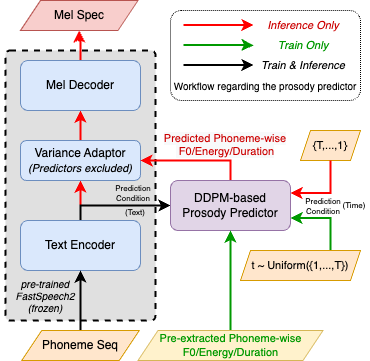 Mel Spec
Inference Only
Train Only
Train & Inference
Workflow regarding the prosody predictor
Mel Decoder
Variance Adaptor
(Predictors excluded)
Predicted Phoneme-wise
F0/Energy/Duration
{T,...,1}
Prediction
Condition
(Text)
DDPM-based
Prosody Predictor
Prediction
Condition
(Time)
Text Encoder
t ~ Uniform({1,...,T})
pre-trained
FastSpeech2
(frozen)
Phoneme Seq
Pre-extracted Phoneme-wise
F0/Energy/Duration